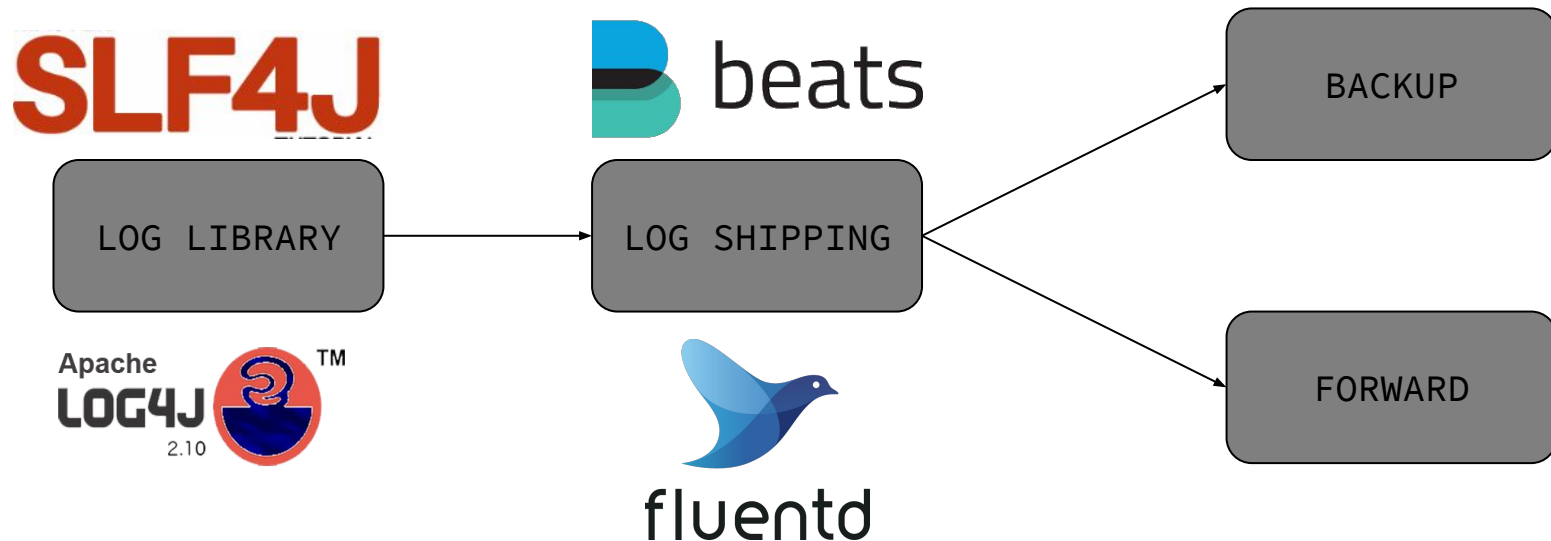 SLF4J
LOG LIBRARY
Apache
LOG4J
2.10
TM
beats
LOG SHIPPING
fluentd
BACKUP
FORWARD